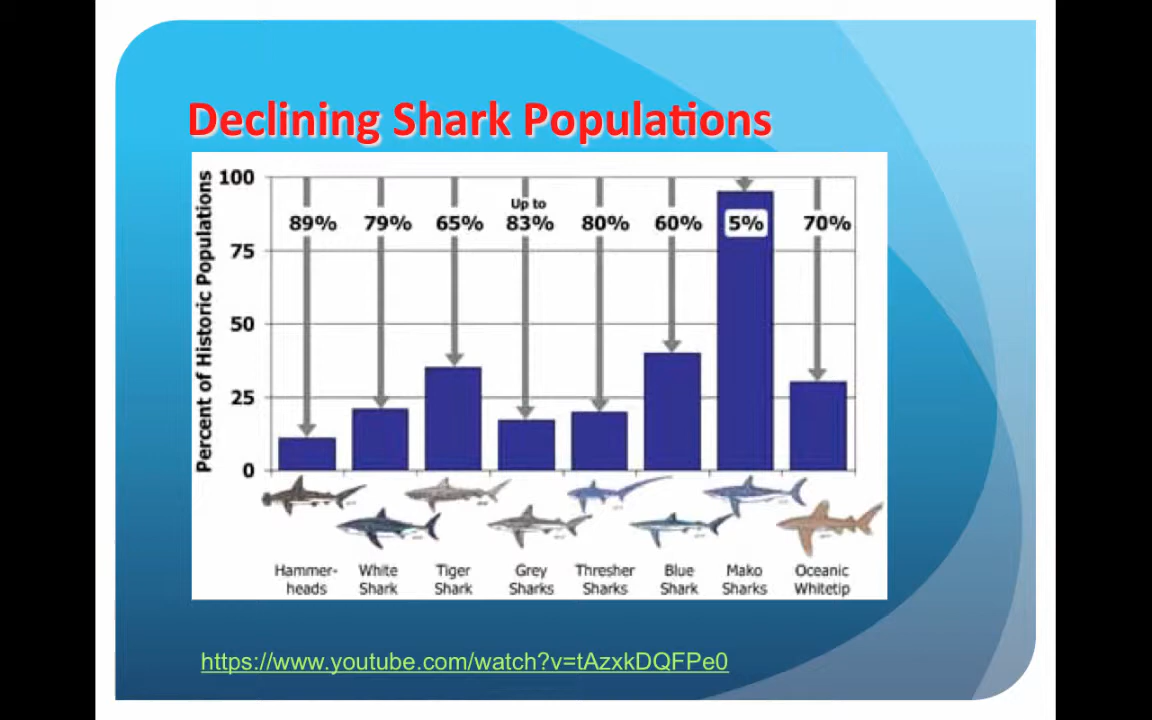 Declining Shark Populations
Percent of Historic Populations
100
75
50
25
0
89%
79%
65%
Up to
83%
80%
60%
5%
70%
Hammer-
heads
White
Shark
Tiger
Shark
Grey
Sharks
Thresher
Sharks
Blue
Shark
Mako
Sharks
Oceanic
Whitetip
https://www.youtube.com/watch?v=tAzxkDQFPe0